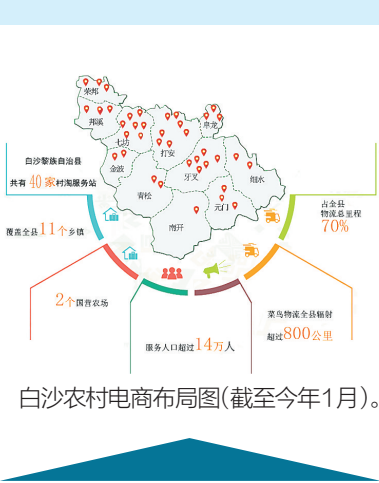 荣邦
邦溪
七坊
阜龙
打安
金波
牙叉
细水
青松
元门
南开
白沙黎族自治县
共有 40家村淘服务站
占全县
物流总里程
70%
覆盖全县11个乡镇
2个国营农场
菜鸟物流全县辐射
超过800公里
服务人口超过14万人
白沙农村电商布局图(截至今年1月)。